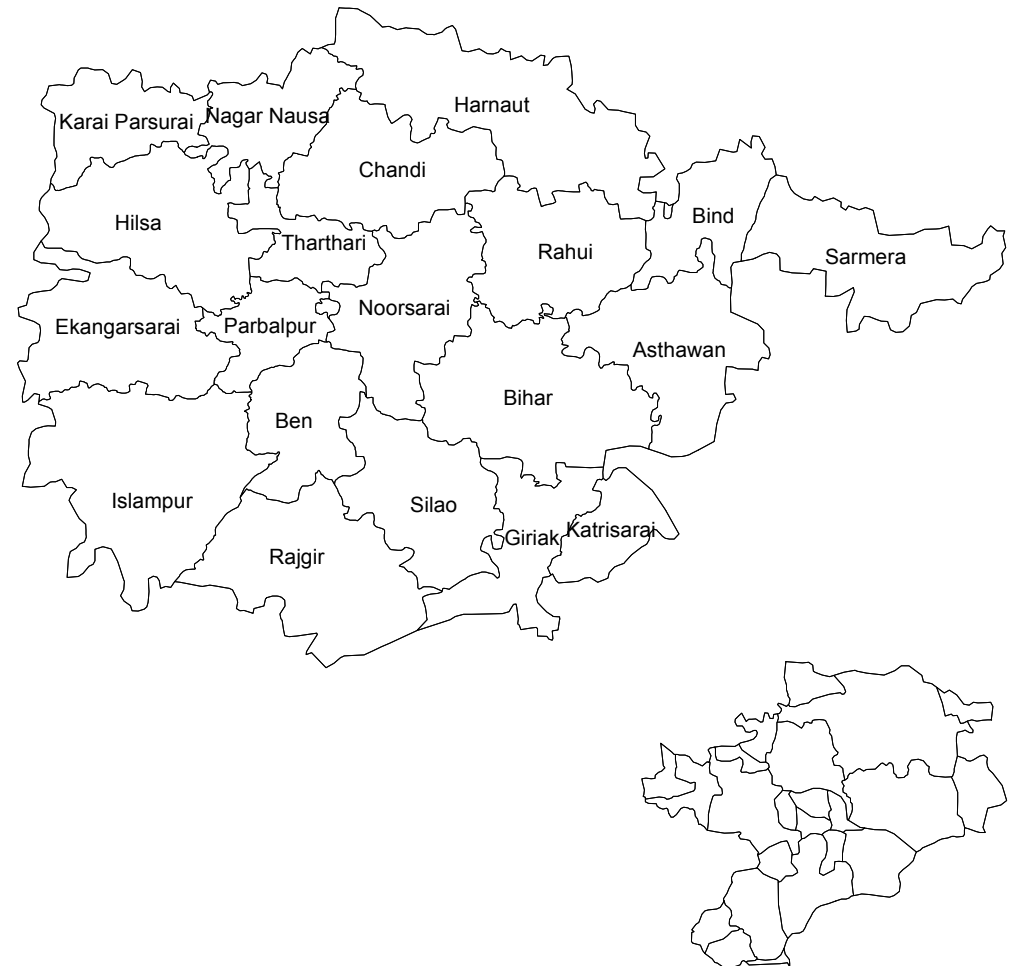 Harnaut
Nagar Nausa
Karai Parsurai
Chandi
Bind
Hilsa
Tharthari
Rahui
Sarmera
Noorsarai
Ekangarsarai
Parbalpur
Asthawan
Bihar
Ben
Islampur
Silao
Katrisarai
Giriak
Rajgir